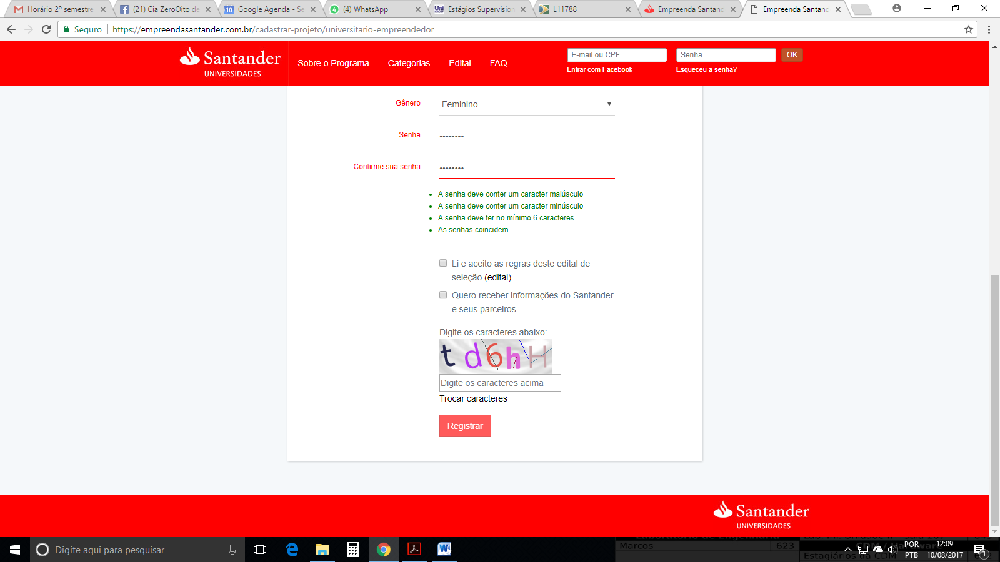 Horário 2º semestre
(21) Cia ZeroOito de
Google Agenda - Se
(4) WhatsApp
Estágios Supervision
L11788
Empreenda Santand
Empreenda Santand
Seguro
https://empreendasantander.com.br/cadastrar-projeto/universitario-empreendedor
Santander
UNIVERSIDADES
Sobre o Programa
Categorias
Edital
FAQ
E-mail ou CPF
Senha
OK
Entrar com Facebook
Esqueceu a senha?
Gênero
Feminino
Senha
Confirme sua senha
A senha deve conter um caracter maiúsculo
A senha deve conter um caracter minúsculo
A senha deve ter no mínimo 6 caracteres
As senhas coincidem
Li e aceito as regras deste edital de
seleção (edital)
Quero receber informações do Santander
e seus parceiros
Digite os caracteres abaixo:
td6hH
Digite os caracteres acima
Trocar caracteres
Registrar
Santander
UNIVERSIDADES
Digite aqui para pesquisar
Laboratório de Engenharia
Marcos
623
Estagiários da CDM
POR
PTB
12:09
10/08/2017
1